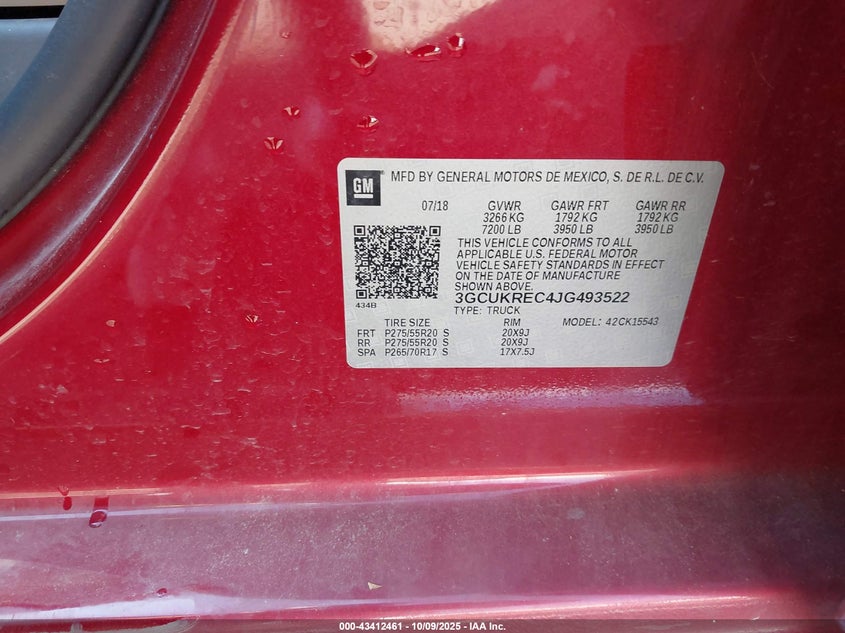 GM
MFD BY GENERAL MOTORS DE MEXICO, S. DE R.L. DE C.V.
07/18 GVWR GAWR FRT GAWR RR
3266 KG 1792 KG 1792 KG
7200 LB 3950 LB 3950 LB
THIS VEHICLE CONFORMS TO ALL
APPLICABLE U.S. FEDERAL MOTOR
VEHICLE SAFETY STANDARDS IN EFFECT
ON THE DATE OF MANUFACTURE
SHOWN ABOVE.
434B 3GCUKREC4JG493522
TYPE: TRUCK
TIRE SIZE RIM MODEL: 42CK15543
FRT P275/55R20 S 20X9J
RR P275/55R20 S 20X9J
SPA P265/70R17 S 17X7.5J
000-43412461 - 10/09/2025 - IAA Inc.